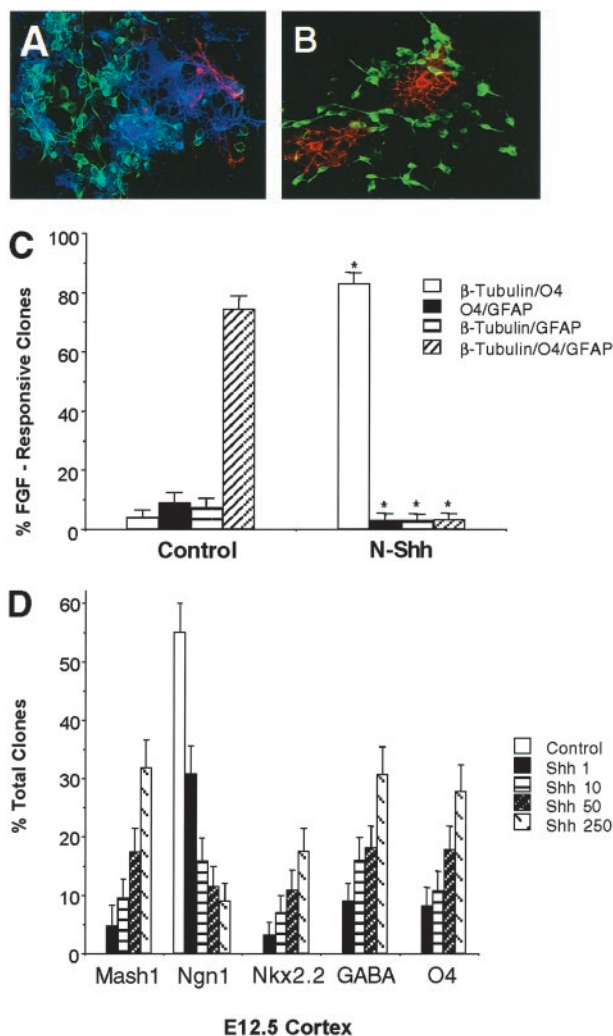 A
B
C
100
80
60
40
20
0
% FGF - Responsive Clones
*
* * *
β-Tubulin/O4
O4/GFAP
β-Tubulin/GFAP
β-Tubulin/O4/GFAP
Control
N-Shh
D
60
50
40
30
20
10
0
% Total Clones
Control
Shh 1
Shh 10
Shh 50
Shh 250
Mash1 Ngn1 Nkx2.2 GABA O4
E12.5 Cortex